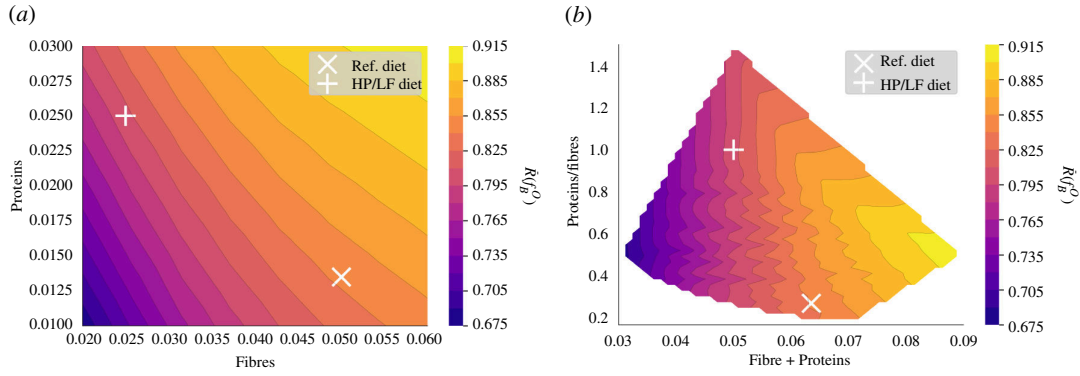 (a)
0.0300
0.0275
0.0250
0.0225
0.0200
0.0175
0.0150
0.0125
0.0100
Proteins
0.020 0.025 0.030 0.035 0.040 0.045 0.050 0.055 0.060
Fibres
Ref. diet
HP/LF diet
0.915
0.885
0.855
0.825
0.795
0.765
0.735
0.705
0.675
(b)
1.4
1.2
1.0
0.8
0.6
0.4
0.2
Proteins/fibres
0.03 0.04 0.05 0.06 0.07 0.08 0.09
Fibre + Proteins
Ref. diet
HP/LF diet
0.915
0.885
0.855
0.825
0.795
0.765
0.735
0.705
0.675